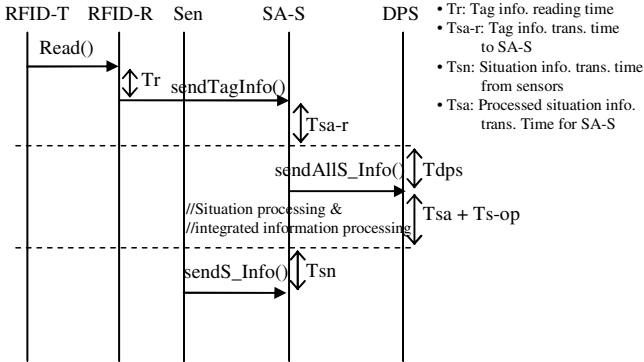 RFID-T RFID-R Sen SA-S DPS
• Tr: Tag info. reading time
• Tsa-r: Tag info. trans. time
to SA-S
• Tsn: Situation info. trans. time
from sensors
• Tsa: Processed situation info.
trans. Time for SA-S
Read()
Tr
sendTagInfo()
Tsa-r
sendAllS_Info()
Tdps
//Situation processing &
//integrated information processing
Tsa + Ts-op
sendS_Info()
Tsn